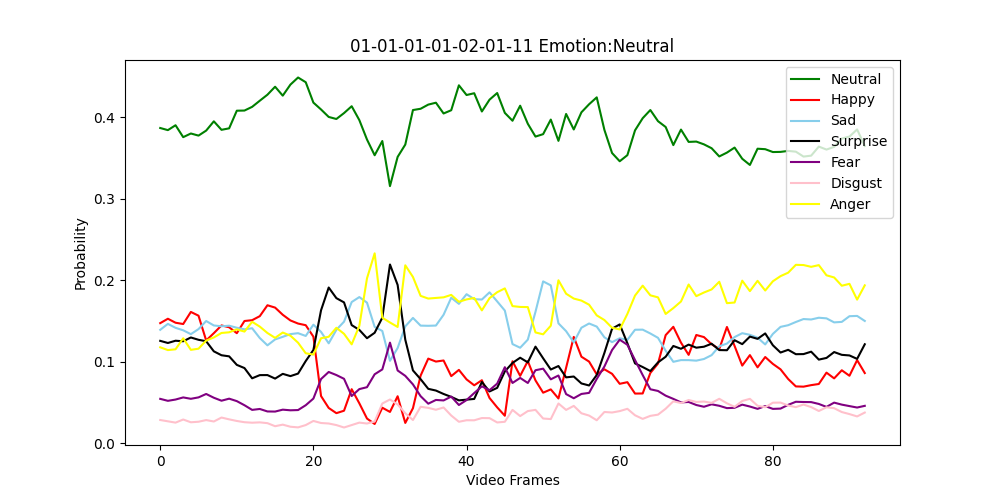 01-01-01-01-02-01-11 Emotion:Neutral
Probability
0.4
0.3
0.2
0.1
0.0
0
20
40
60
80
Video Frames
Neutral
Happy
Sad
Surprise
Fear
Disgust
Anger